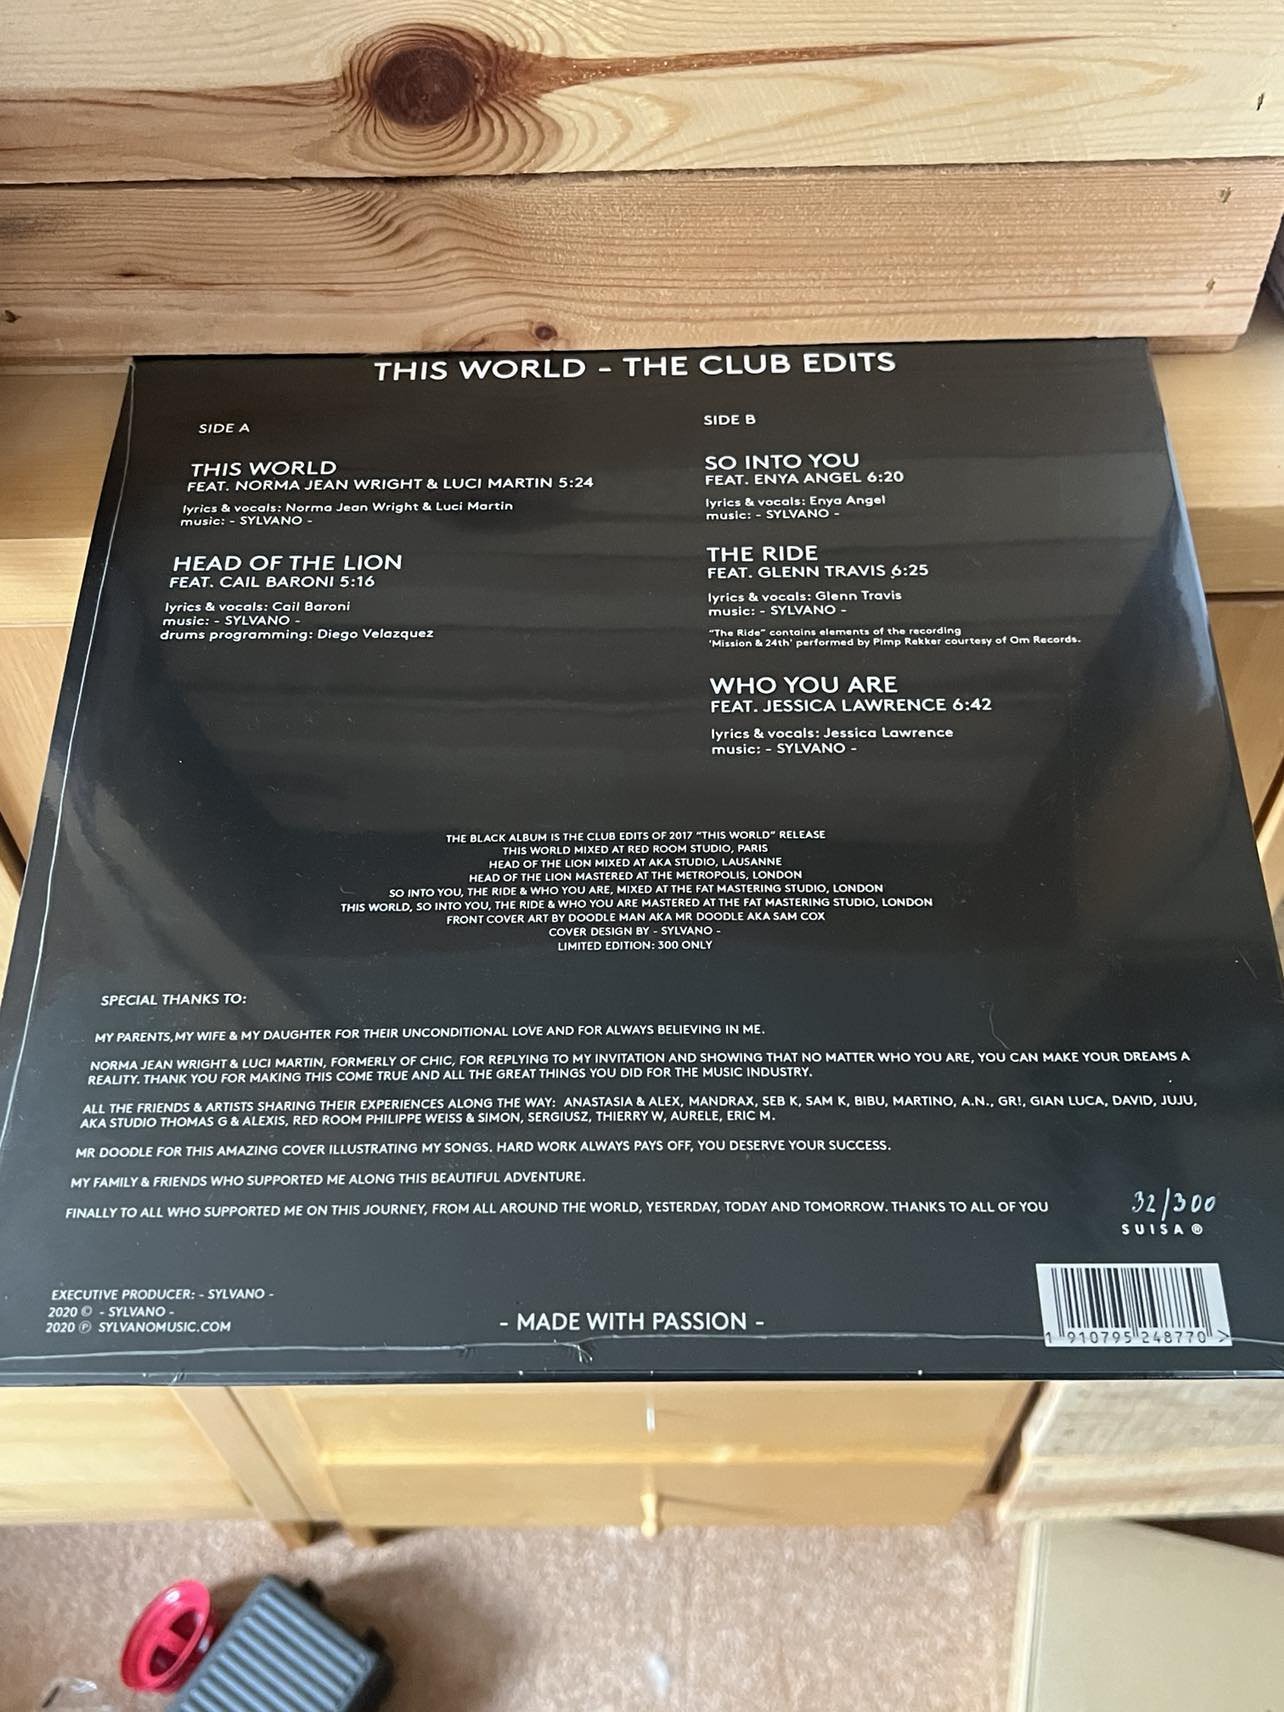 THIS WORLD - THE CLUB EDITS
SIDE A
THIS WORLD
FEAT. NORMA JEAN WRIGHT & LUCI MARTIN 5:24
lyrics & vocals: Norma Jean Wright & Luci Martin
music: - SYLVANO -
HEAD OF THE LION
FEAT. CAIL BARONI 5:16
lyrics & vocals: Cail Baroni
music: - SYLVANO -
drums programming: Diego Velazquez
SIDE B
SO INTO YOU
FEAT. ENYA ANGEL 6:20
lyrics & vocals: Enya Angel
music: - SYLVANO -
THE RIDE
FEAT. GLENN TRAVIS 6:25
lyrics & vocals: Glenn Travis
music: - SYLVANO -
"The Ride" contains elements of the recording
'Mission & 24th' performed by Pimp Rekker courtesy of Om Records.
WHO YOU ARE
FEAT. JESSICA LAWRENCE 6:42
lyrics & vocals: Jessica Lawrence
music: - SYLVANO -
THE BLACK ALBUM IS THE CLUB EDITS OF 2017 "THIS WORLD" RELEASE
THIS WORLD MIXED AT RED ROOM STUDIO, PARIS
HEAD OF THE LION MIXED AT AKA STUDIO, LAUSANNE
HEAD OF THE LION MASTERED AT THE METROPOLIS, LONDON
SO INTO YOU, THE RIDE & WHO YOU ARE, MIXED AT THE FAT MASTERING STUDIO, LONDON
THIS WORLD, SO INTO YOU, THE RIDE & WHO YOU ARE MASTERED AT THE FAT MASTERING STUDIO, LONDON
FRONT COVER ART BY DOODLE MAN AKA MR DOODLE AKA SAM COX
COVER DESIGN BY - SYLVANO -
LIMITED EDITION: 300 ONLY
SPECIAL THANKS TO:
MY PARENTS, MY WIFE & MY DAUGHTER FOR THEIR UNCONDITIONAL LOVE AND FOR ALWAYS BELIEVING IN ME.
NORMA JEAN WRIGHT & LUCI MARTIN, FORMERLY OF CHIC, FOR REPLYING TO MY INVITATION AND SHOWING THAT NO MATTER WHO YOU ARE, YOU CAN MAKE YOUR DREAMS A
REALITY. THANK YOU FOR MAKING THIS COME TRUE AND ALL THE GREAT THINGS YOU DID FOR THE MUSIC INDUSTRY.
ALL THE FRIENDS & ARTISTS SHARING THEIR EXPERIENCES ALONG THE WAY: ANASTASIA & ALEX, MANDRAX, SEB K, SAM K, BIBU, MARTINO, A.N., GR!, GIAN LUCA, DAVID, JUJU,
AKA STUDIO THOMAS G & ALEXIS, RED ROOM PHILIPPE WEISS & SIMON, SERGIUSZ, THIERRY W, AURELE, ERIC M.
MR DOODLE FOR THIS AMAZING COVER ILLUSTRATING MY SONGS. HARD WORK ALWAYS PAYS OFF, YOU DESERVE YOUR SUCCESS.
MY FAMILY & FRIENDS WHO SUPPORTED ME ALONG THIS BEAUTIFUL ADVENTURE.
FINALLY TO ALL WHO SUPPORTED ME ON THIS JOURNEY, FROM ALL AROUND THE WORLD, YESTERDAY, TODAY AND TOMORROW. THANKS TO ALL OF YOU
32/300
SUISA ®
EXECUTIVE PRODUCER: - SYLVANO -
2020 © - SYLVANO -
2020 ℗ SYLVANOMUSIC.COM
- MADE WITH PASSION -
1 910795 248770 >